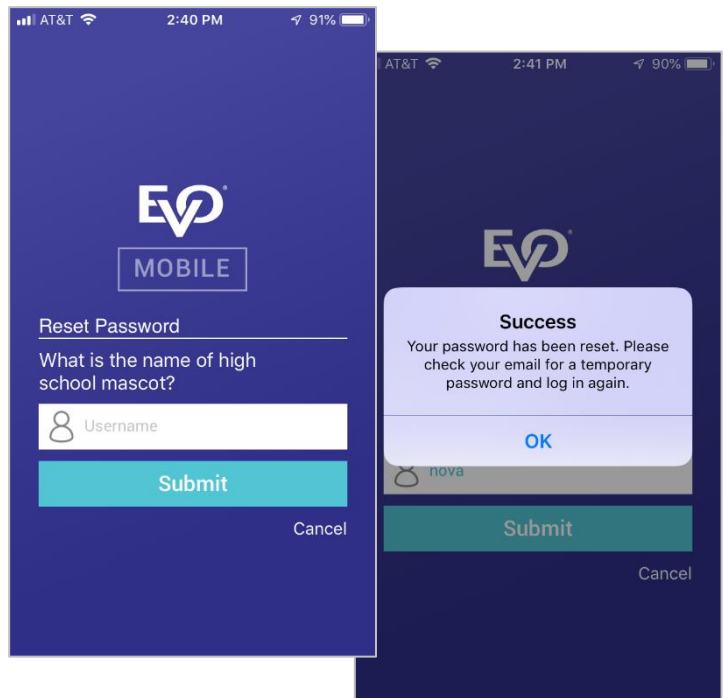 AT&T
2:40 PM
91%
EVO
MOBILE
Reset Password
What is the name of high
school mascot?
Username
Submit
Cancel
AT&T
2:41 PM
90%
EVO
Success
Your password has been reset. Please
check your email for a temporary
password and log in again.
OK
nova
Submit
Cancel